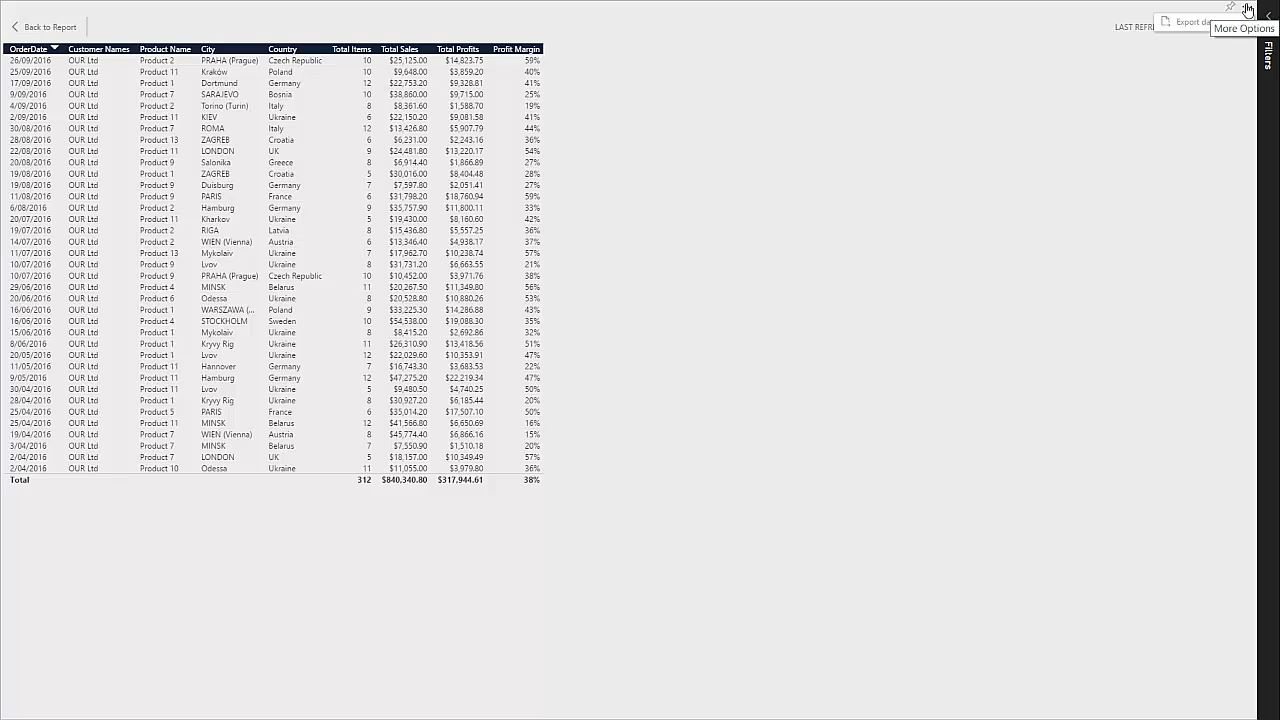 Back to Report
LAST REFR
Export da
More Options
Filters
OrderDate Customer Names Product Name City Country Total Items Total Sales Total Profits Profit Margin
26/09/2016 OUR Ltd Product 2 PRAHA (Prague) Czech Republic 10 $25,125.00 $14,823.75 59%
25/09/2016 OUR Ltd Product 11 Kraków Poland 10 $9,648.00 $3,859.20 40%
17/09/2016 OUR Ltd Product 1 Dortmund Germany 12 $22,753.20 $9,328.81 41%
9/09/2016 OUR Ltd Product 7 SARAJEVO Bosnia 10 $38,860.00 $9,715.00 25%
4/09/2016 OUR Ltd Product 2 Torino (Turin) Italy 8 $8,361.60 $1,588.70 19%
2/09/2016 OUR Ltd Product 11 KIEV Ukraine 6 $22,150.20 $9,081.58 41%
30/08/2016 OUR Ltd Product 7 ROMA Italy 12 $13,426.80 $5,907.79 44%
28/08/2016 OUR Ltd Product 13 ZAGREB Croatia 6 $6,231.00 $2,243.16 36%
22/08/2016 OUR Ltd Product 11 LONDON UK 9 $24,481.80 $13,220.17 54%
20/08/2016 OUR Ltd Product 9 Salonika Greece 8 $6,914.40 $1,866.89 27%
19/08/2016 OUR Ltd Product 1 ZAGREB Croatia 5 $30,016.00 $8,404.48 28%
19/08/2016 OUR Ltd Product 9 Duisburg Germany 7 $7,597.80 $2,051.41 27%
11/08/2016 OUR Ltd Product 9 PARIS France 6 $31,798.20 $18,760.94 59%
6/08/2016 OUR Ltd Product 2 Hamburg Germany 9 $35,757.90 $11,800.11 33%
20/07/2016 OUR Ltd Product 11 Kharkov Ukraine 5 $19,430.00 $8,160.60 42%
19/07/2016 OUR Ltd Product 2 RIGA Latvia 8 $15,436.80 $5,557.25 36%
14/07/2016 OUR Ltd Product 2 WIEN (Vienna) Austria 6 $13,346.40 $4,938.17 37%
11/07/2016 OUR Ltd Product 13 Mykolaiv Ukraine 7 $17,962.70 $10,238.74 57%
10/07/2016 OUR Ltd Product 9 Lvov Ukraine 8 $31,731.20 $6,663.55 21%
10/07/2016 OUR Ltd Product 9 PRAHA (Prague) Czech Republic 10 $10,452.00 $3,971.76 38%
29/06/2016 OUR Ltd Product 4 MINSK Belarus 11 $20,267.50 $11,349.80 56%
20/06/2016 OUR Ltd Product 6 Odessa Ukraine 8 $20,528.80 $10,880.26 53%
16/06/2016 OUR Ltd Product 1 WARSZAWA (... Poland 9 $33,225.30 $14,286.88 43%
16/06/2016 OUR Ltd Product 4 STOCKHOLM Sweden 10 $54,538.00 $19,088.30 35%
15/06/2016 OUR Ltd Product 1 Mykolaiv Ukraine 8 $8,415.20 $2,692.86 32%
8/06/2016 OUR Ltd Product 1 Kryvy Rig Ukraine 11 $26,310.90 $13,418.56 51%
20/05/2016 OUR Ltd Product 1 Lvov Ukraine 12 $22,029.60 $10,353.91 47%
11/05/2016 OUR Ltd Product 11 Hannover Germany 7 $16,743.30 $3,683.53 22%
9/05/2016 OUR Ltd Product 11 Hamburg Germany 12 $47,275.20 $22,219.34 47%
30/04/2016 OUR Ltd Product 11 Lvov Ukraine 5 $9,480.50 $4,740.25 50%
28/04/2016 OUR Ltd Product 1 Kryvy Rig Ukraine 8 $30,927.20 $6,185.44 20%
25/04/2016 OUR Ltd Product 5 PARIS France 6 $35,014.20 $17,507.10 50%
25/04/2016 OUR Ltd Product 11 MINSK Belarus 12 $41,566.80 $6,650.69 16%
19/04/2016 OUR Ltd Product 7 WIEN (Vienna) Austria 8 $45,774.40 $6,866.16 15%
3/04/2016 OUR Ltd Product 7 MINSK Belarus 7 $7,550.90 $1,510.18 20%
2/04/2016 OUR Ltd Product 7 LONDON UK 5 $18,157.00 $10,349.49 57%
2/04/2016 OUR Ltd Product 10 Odessa Ukraine 11 $11,055.00 $3,979.80 36%
Total 312 $840,340.80 $317,944.61 38%